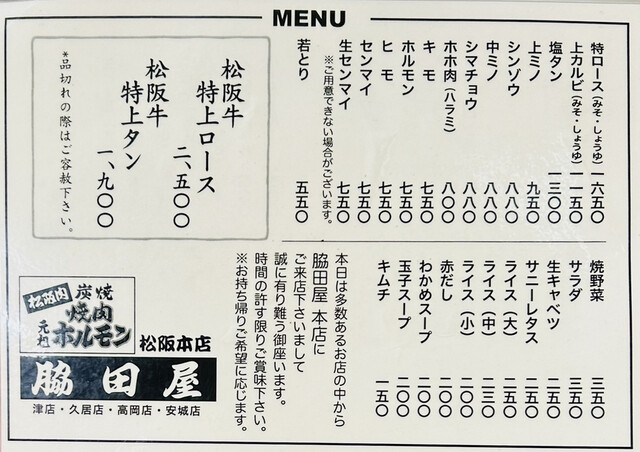 MENU
特ロース(みそ・しょうゆ) 一六五〇
上カルビ(みそ・しょうゆ) 一一五〇
塩タン 一三〇〇
上ミノ 九五〇
シンゾウ 八八〇
中ミノ 八八〇
シマチョウ 八八〇
ホホ肉(ハラミ) 八〇〇
キモ 七五〇
ホルモン 七五〇
ヒモ 七五〇
センマイ 七五〇
生センマイ 七五〇
※ご用意できない場合がございます。
若とり 五五〇
松阪牛
特上ロース 二、五〇〇
松阪牛
特上タン 一、九〇〇
*品切れの際はご容赦下さい。
焼野菜 三五〇
サラダ 三五〇
生キャベツ 二五〇
サニーレタス 二五〇
ライス(大) 二五〇
ライス(中) 二三〇
ライス(小) 二〇〇
赤だし 二〇〇
わかめスープ 二〇〇
玉子スープ 二〇〇
キムチ 一五〇
本日は多数あるお店の中から
脇田屋 本店に
ご来店下さいまして
誠に有り難う御座います。
時間の許す限りご賞味下さい。
※お持ち帰りご希望に応じます。
松阪肉 炭焼
焼肉
元祖 ホルモン
松阪本店
脇田屋
津店・久居店・高岡店・安城店